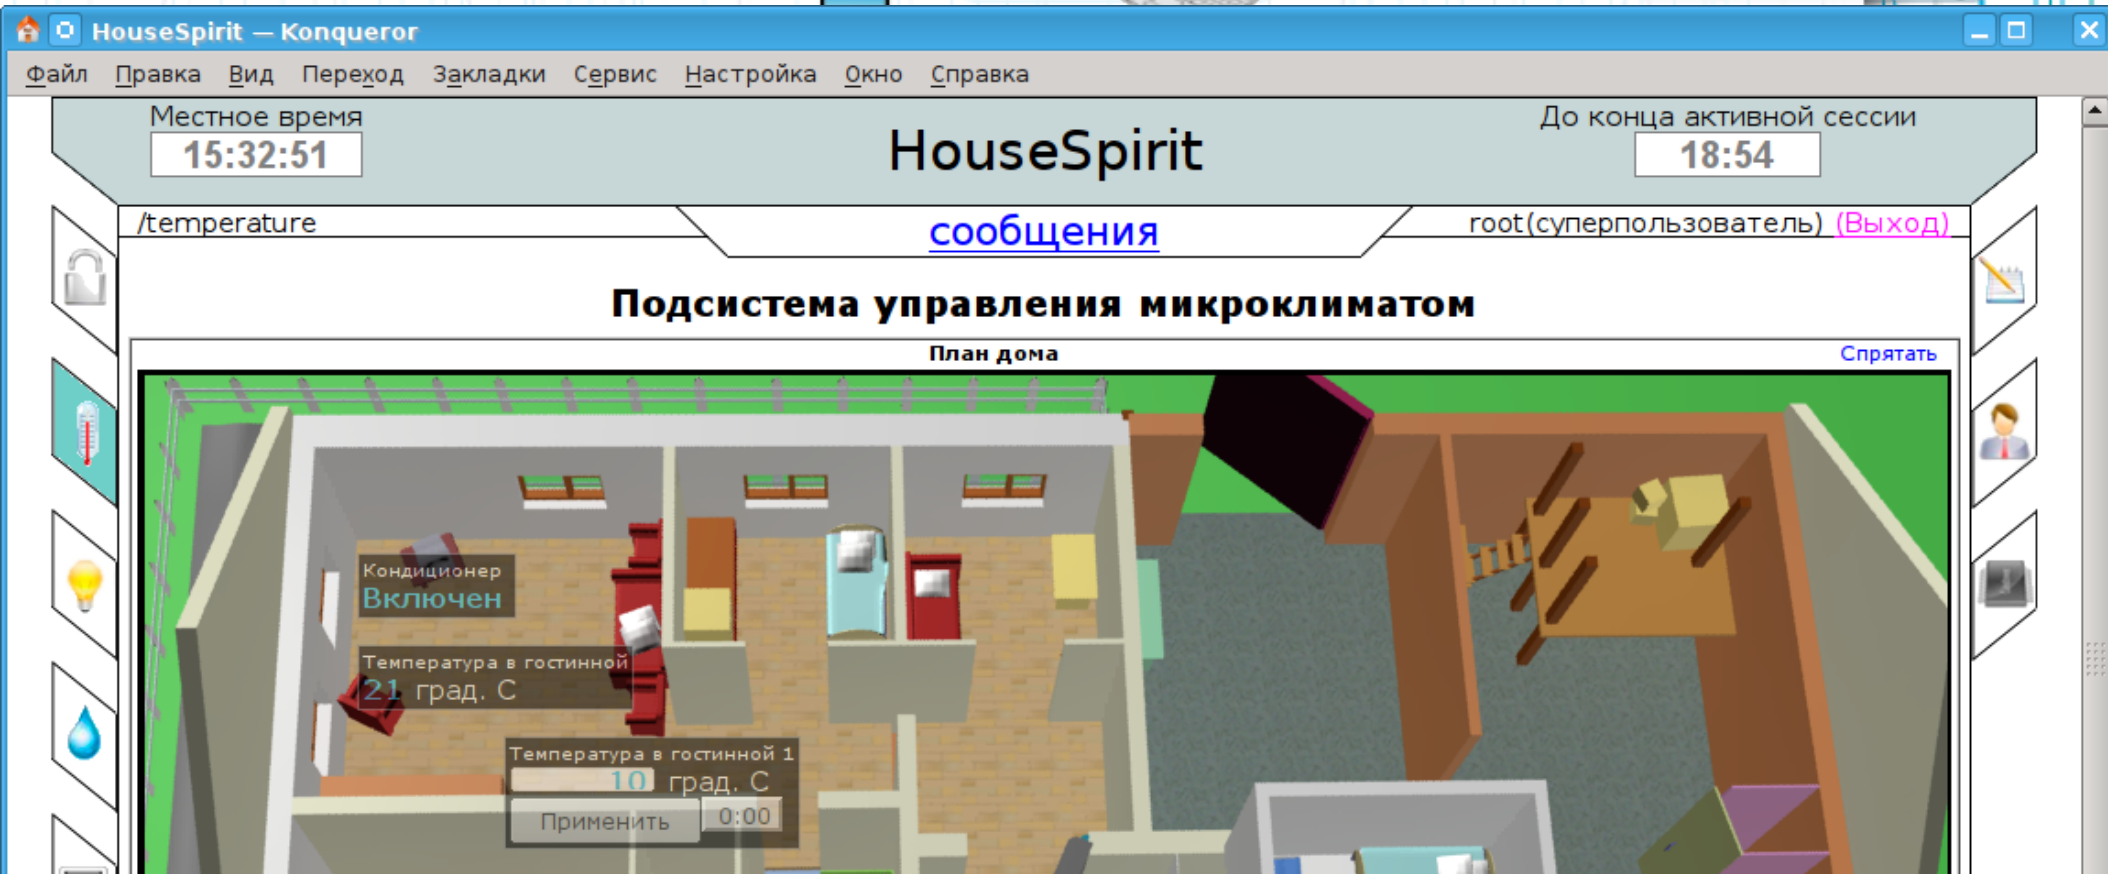 HouseSpirit — Konqueror
Файл Правка Вид Переход Закладки Сервис Настройка Окно Справка
Местное время
15:32:51
HouseSpirit
До конца активной сессии
18:54
/temperature
сообщения
root(суперпользователь) (Выход)
Подсистема управления микроклиматом
План дома
Спрятать
Кондиционер
Включен
Температура в гостинной
21 град. С
Температура в гостинной 1
10 град. С
Применить 0:00